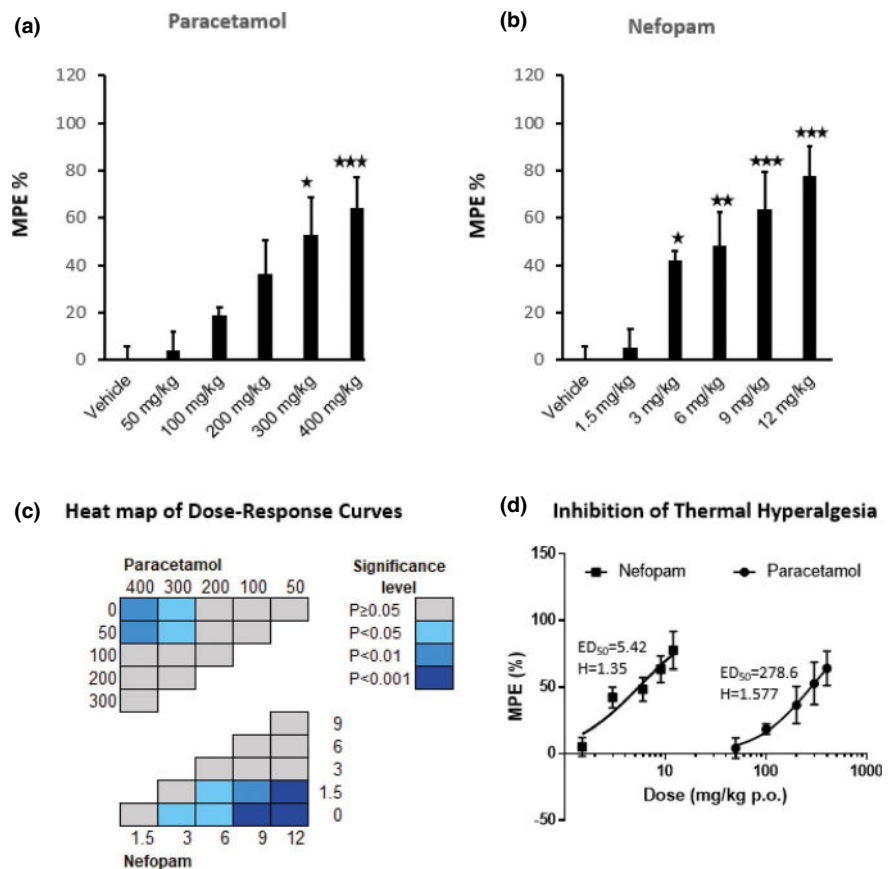 (a)
Paracetamol
MPE %
120
100
80
60
40
20
0
★
★★★
Vehicle
50 mg/kg
100 mg/kg
200 mg/kg
300 mg/kg
400 mg/kg
(b)
Nefopam
MPE %
120
100
80
60
40
20
0
★
★★
★★★
★★★
Vehicle
1.5 mg/kg
3 mg/kg
6 mg/kg
9 mg/kg
12 mg/kg
(c) Heat map of Dose-Response Curves
Paracetamol
400 300 200 100 50
0
50
100
200
300
Significance
level
P≥0.05
P<0.05
P<0.01
P<0.001
9
6
3
1.5
0
1.5 3 6 9 12
Nefopam
(d) Inhibition of Thermal Hyperalgesia
Nefopam Paracetamol
MPE (%)
150
100
50
0
-50
ED50=5.42
H=1.35
ED50=278.6
H=1.577
10 100 1000
Dose (mg/kg p.o.)